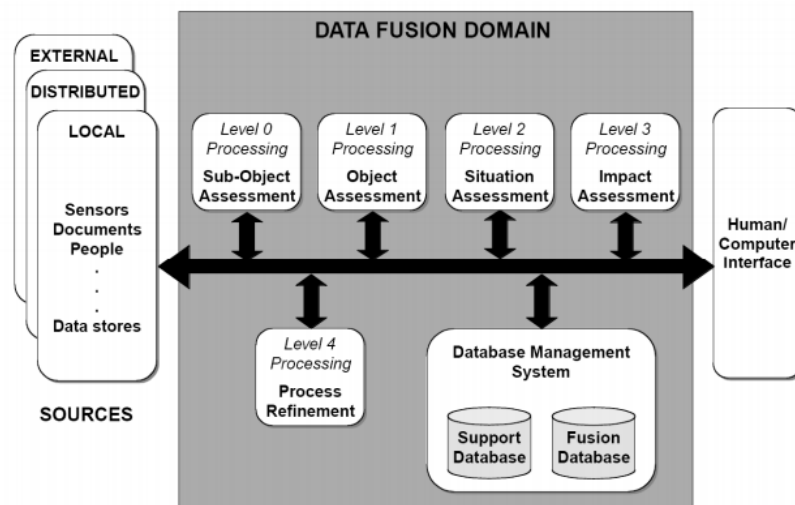 DATA FUSION DOMAIN
EXTERNAL
DISTRIBUTED
LOCAL
Sensors
Documents
People
.
.
.
Data stores
SOURCES
Level 0
Processing
Sub-Object
Assessment
Level 1
Processing
Object
Assessment
Level 2
Processing
Situation
Assessment
Level 3
Processing
Impact
Assessment
Human/
Computer
Interface
Level 4
Processing
Process
Refinement
Database Management
System
Support
Database
Fusion
Database